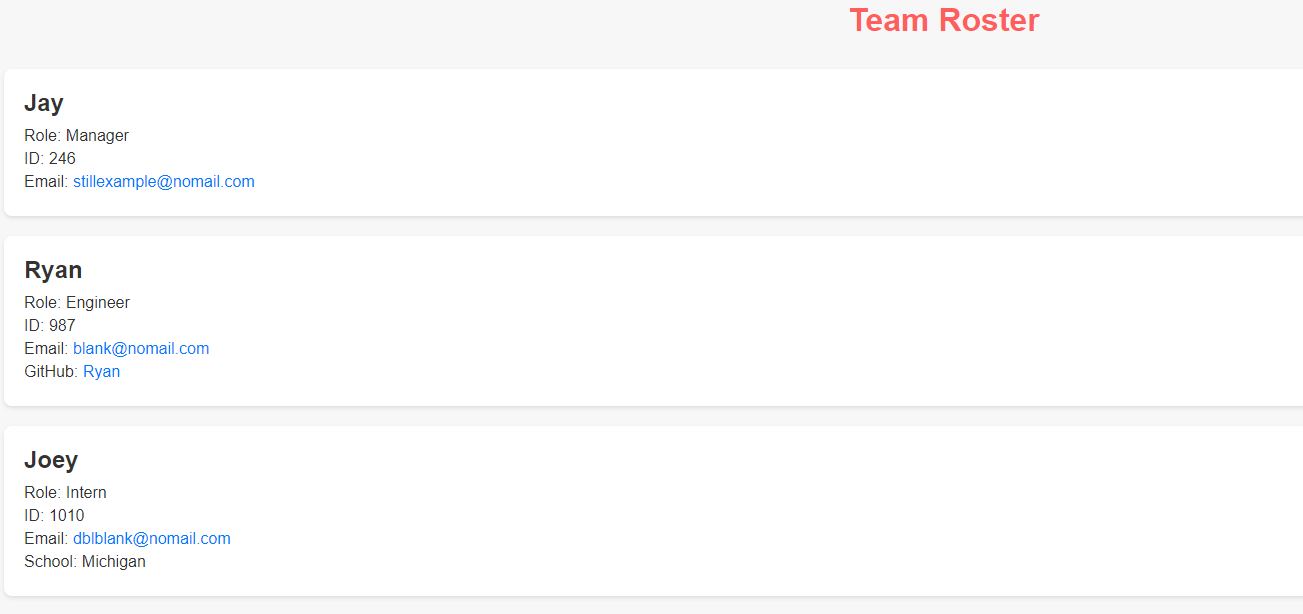 Team Roster
Jay
Role: Manager
ID: 246
Email: stillexample@nomail.com
Ryan
Role: Engineer
ID: 987
Email: blank@nomail.com
GitHub: Ryan
Joey
Role: Intern
ID: 1010
Email: dblblank@nomail.com
School: Michigan